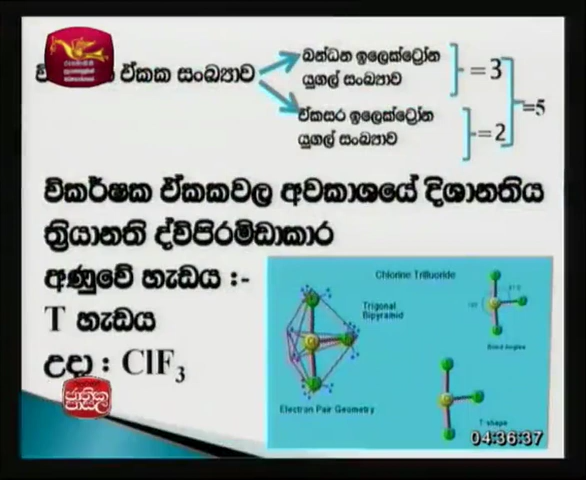 ඒකක සංඛ්‍යාව
බන්ධන ඉලෙක්ට්‍රෝන
යුගල් සංඛ්‍යාව
=3
ඒකසර ඉලෙක්ට්‍රෝන
යුගල් සංඛ්‍යාව
=2
=5
විකර්ෂක ඒකකවල අවකාශයේ දිශානතිය
ත්‍රියානති ද්විපිරමිඩාකාර
අණුවේ හැඩය :-
T හැඩය
උදා : ClF3
Chlorine Trifluoride
Trigonal
Bipyramid
Bond Angles
Electron Pair Geometry
T-shape
ජාතික
පාසල
04:36:37